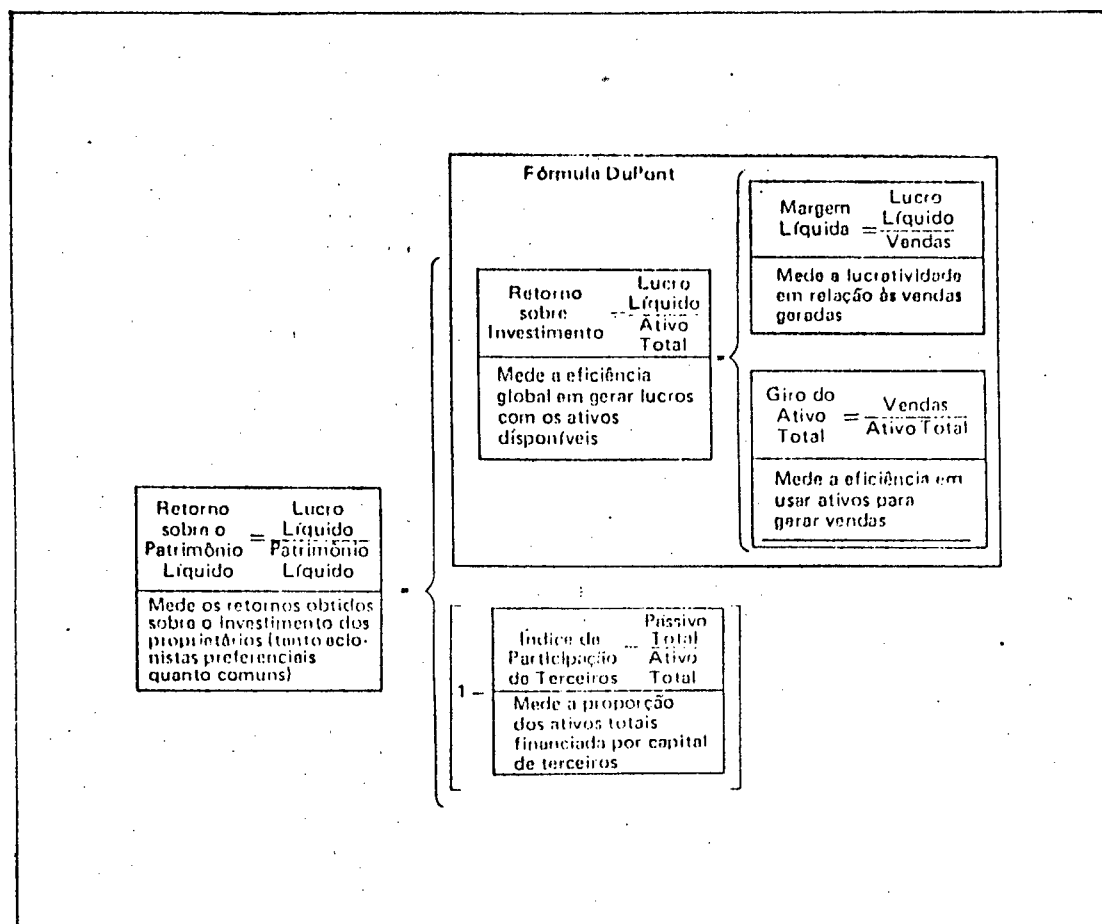 Fórmula DuPont
Margem
Líquida
=
Lucro
Líquido
Vendas
Mede a lucratividade
em relação às vendas
geradas
Retorno
sobre
Investimento
Lucro
Líquido
Ativo
Total
Mede a eficiência
global em gerar lucros
com os ativos
disponíveis
Giro do
Ativo
Total
=
Vendas
Ativo Total
Mede a eficiência em
usar ativos para
gerar vendas
Retorno
sobre o
Patrimônio
Líquido
=
Lucro
Líquido
Patrimônio
Líquido
Mede os retornos obtidos
sobre o investimento dos
proprietários (tanto acio-
nistas preferenciais
quanto comuns)
1 –
Índice de
Participação
de Terceiros
Passivo
Total
Ativo
Total
Mede a proporção
dos ativos totais
financiada por capital
de terceiros